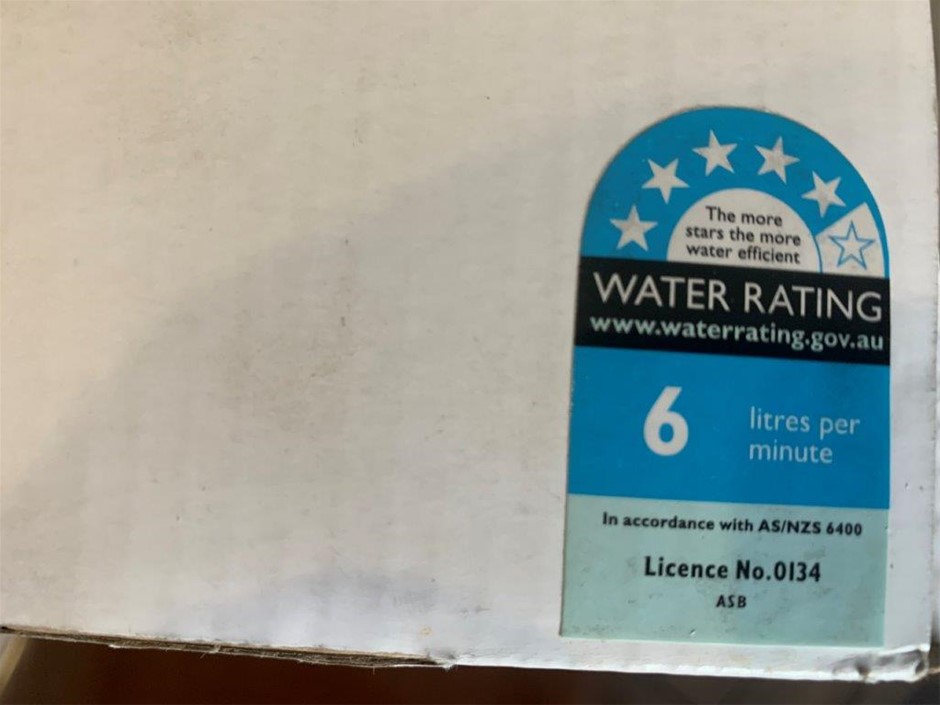 The more
stars the more
water efficient
WATER RATING
www.waterrating.gov.au
6
litres per
minute
In accordance with AS/NZS 6400
Licence No.0134
ASB